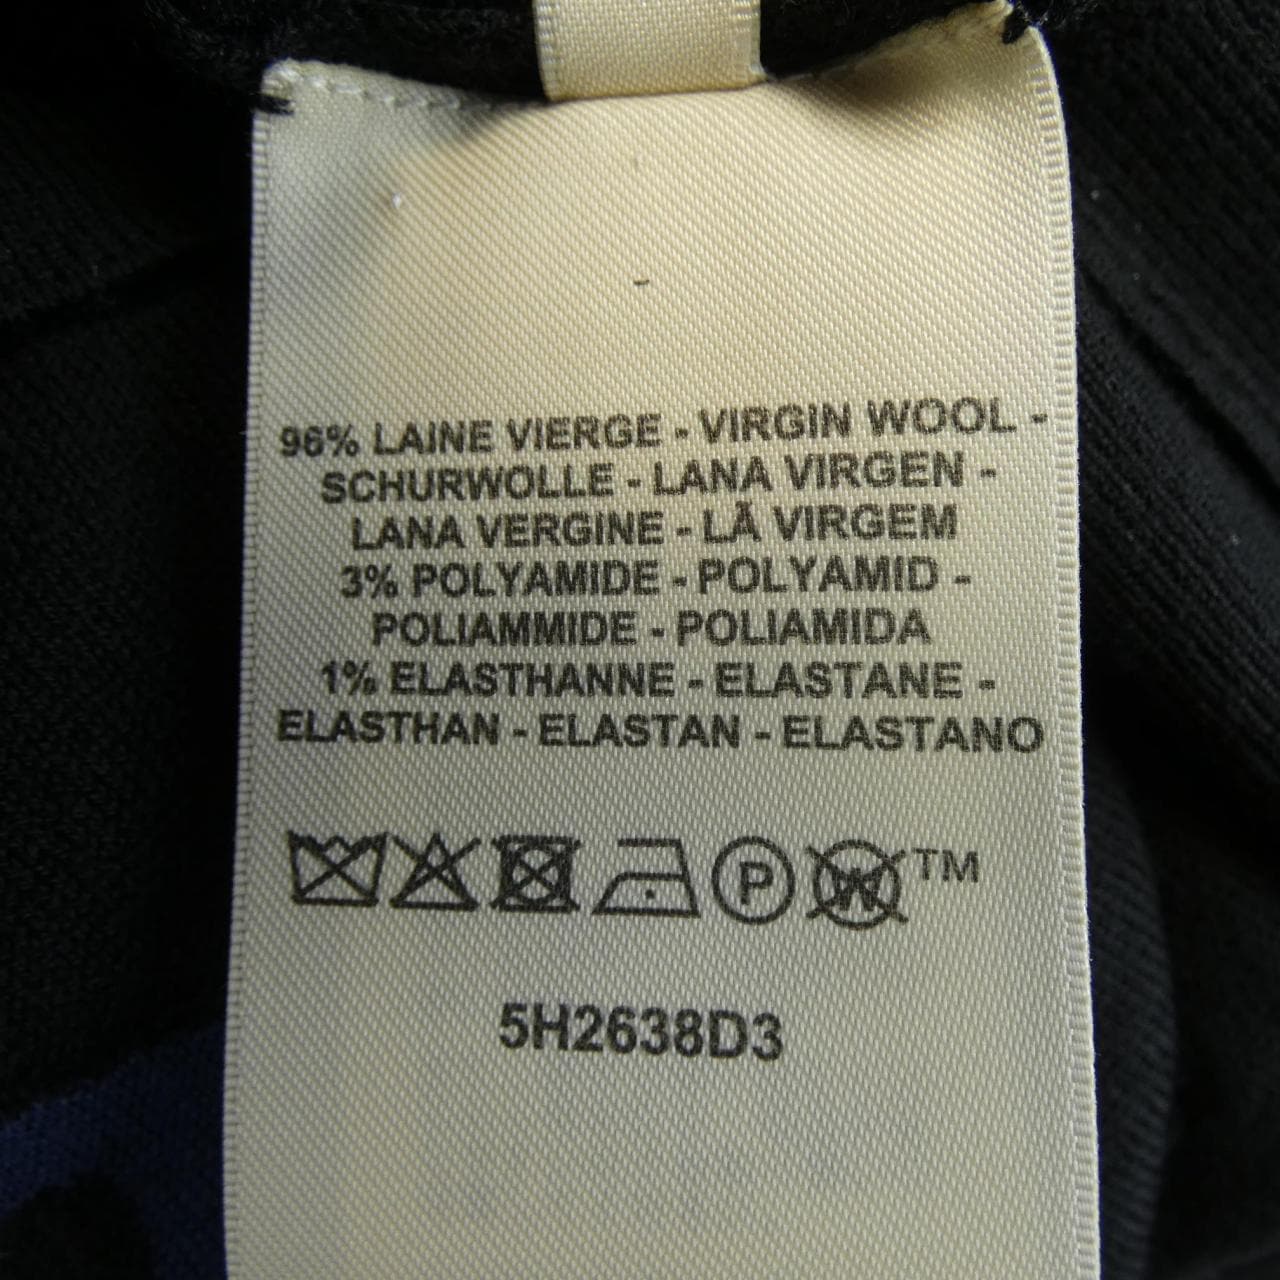 96% LAINE VIERGE - VIRGIN WOOL -
SCHURWOLLE - LANA VIRGEN -
LANA VERGINE - LÃ VIRGEM
3% POLYAMIDE - POLYAMID -
POLIAMMIDE - POLIAMIDA
1% ELASTHANNE - ELASTANE -
ELASTHAN - ELASTAN - ELASTANO
P W TM
5H2638D3